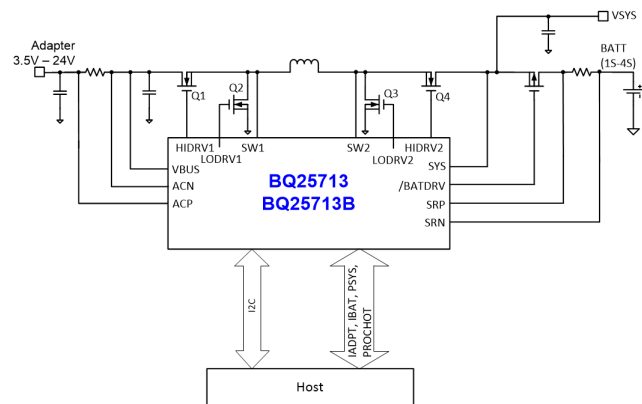 VSYS
Adapter
3.5V – 24V
BATT
(1S-4S)
Q1
Q2
Q3
Q4
HIDRV1
LODRV1
SW1
SW2
LODRV2
HIDRV2
VBUS
ACN
ACP
BQ25713
BQ25713B
SYS
/BATDRV
SRP
SRN
I2C
IADPT, IBAT, PSYS,
PROCHOT
Host